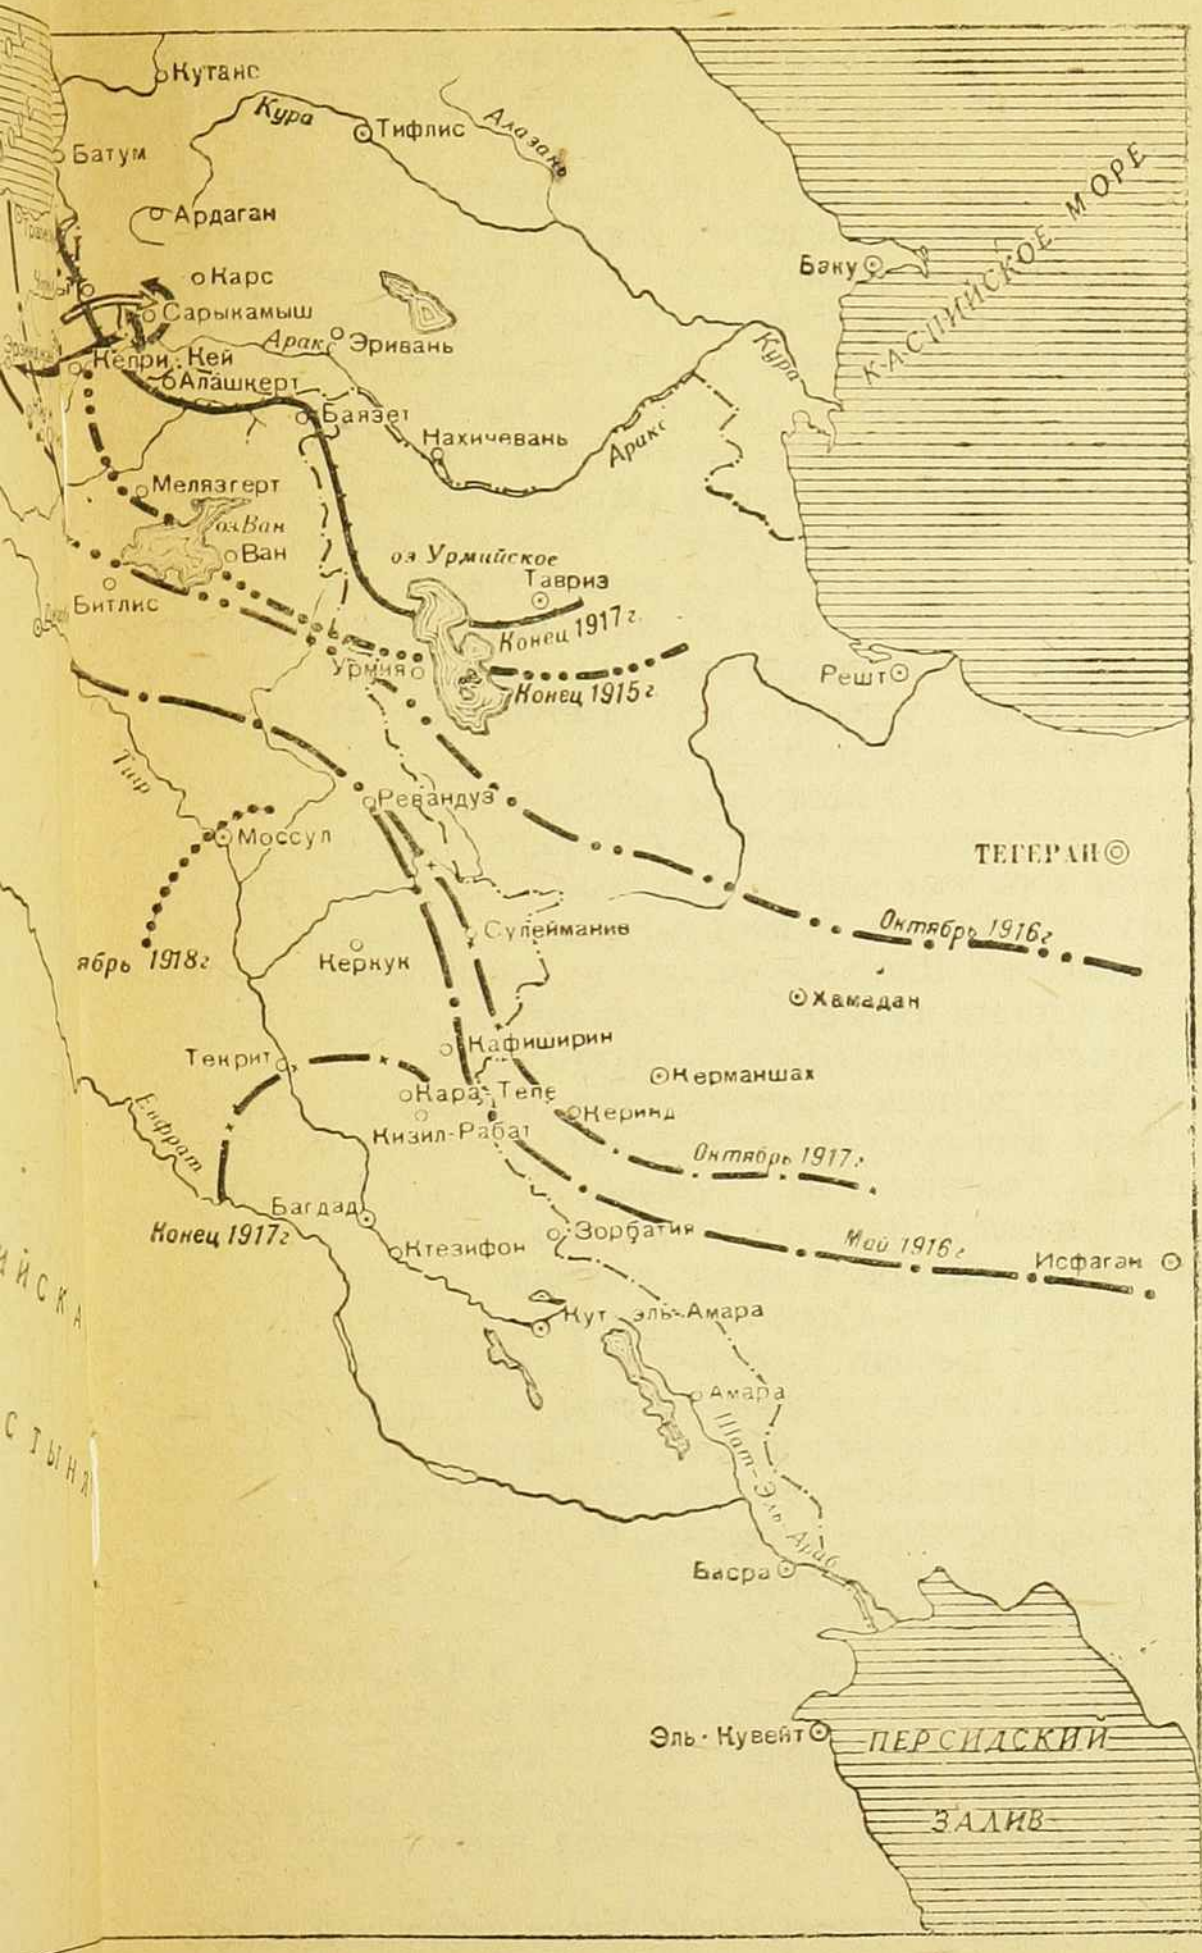 Кутаис
Кура
Тифлис
Алазань
Батум
КАСПИЙСКОЕ МОРЕ
Ардаган
Баку
Карс
Сарыкамыш
Аракс
Эривань
Кура
Кепри-Кей
Алашкерт
Баязет
Нахичевань
Аракс
Мелязгерт
оз Ван
Ван
оз Урмийское
Тавриз
Битлис
Конец 1917 г.
Урмия
Решт
Конец 1915 г
Тигр
Ревандуз
Моссул
ТЕГЕРАН
Сулеймание
Октябрь 1916 г
Керкук
ябрь 1918 г
Хамадан
Кафиширин
Текрит
Керманшах
Кара-Тепе
Керинд
Кизил-Рабат
Евфрат
Октябрь 1917 г
Багдад
Конец 1917 г
Зорбатия
Май 1916 г
Ктезифон
Исфаган
ИЙСКА
Кут-эль-Амара
Амара
СТЫНЯ
Шат-Эль Араб
Басра
Эль-Кувейт
ПЕРСИДСКИЙ
ЗАЛИВ